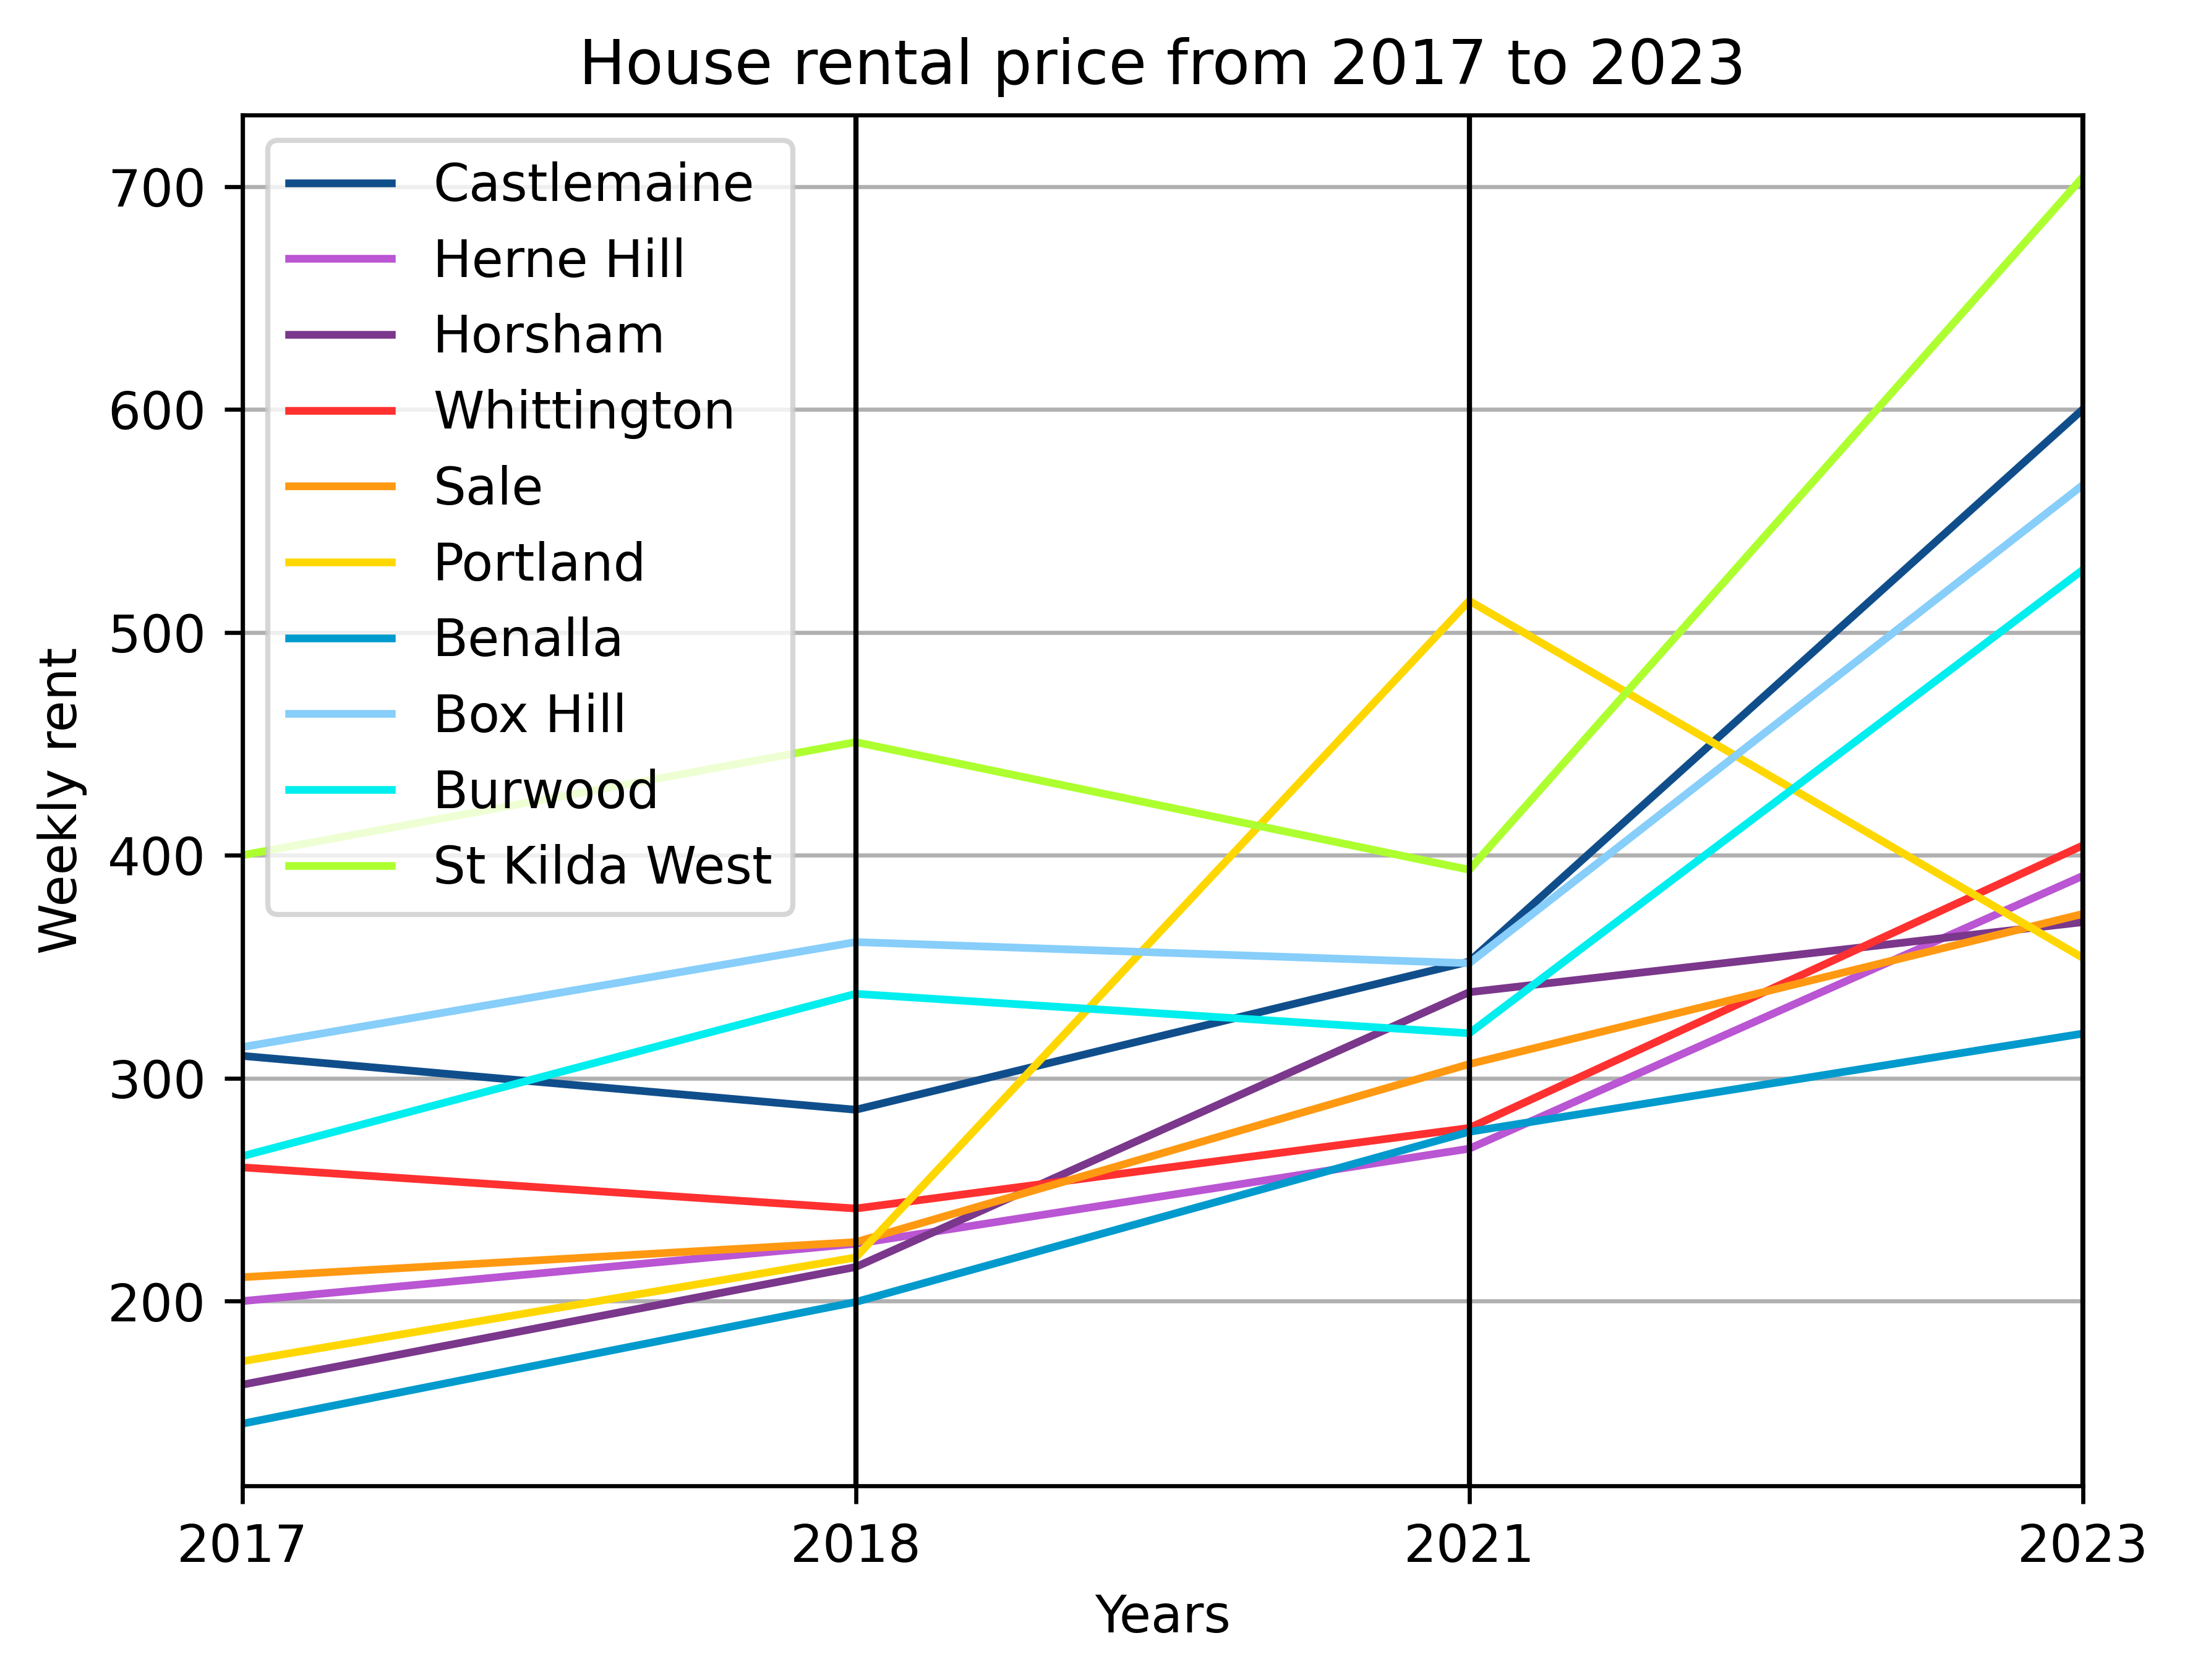 House rental price from 2017 to 2023
700
600
500
400
300
200
Weekly rent
Castlemaine
Herne Hill
Horsham
Whittington
Sale
Portland
Benalla
Box Hill
Burwood
St Kilda West
2017 2018 2021 2023
Years